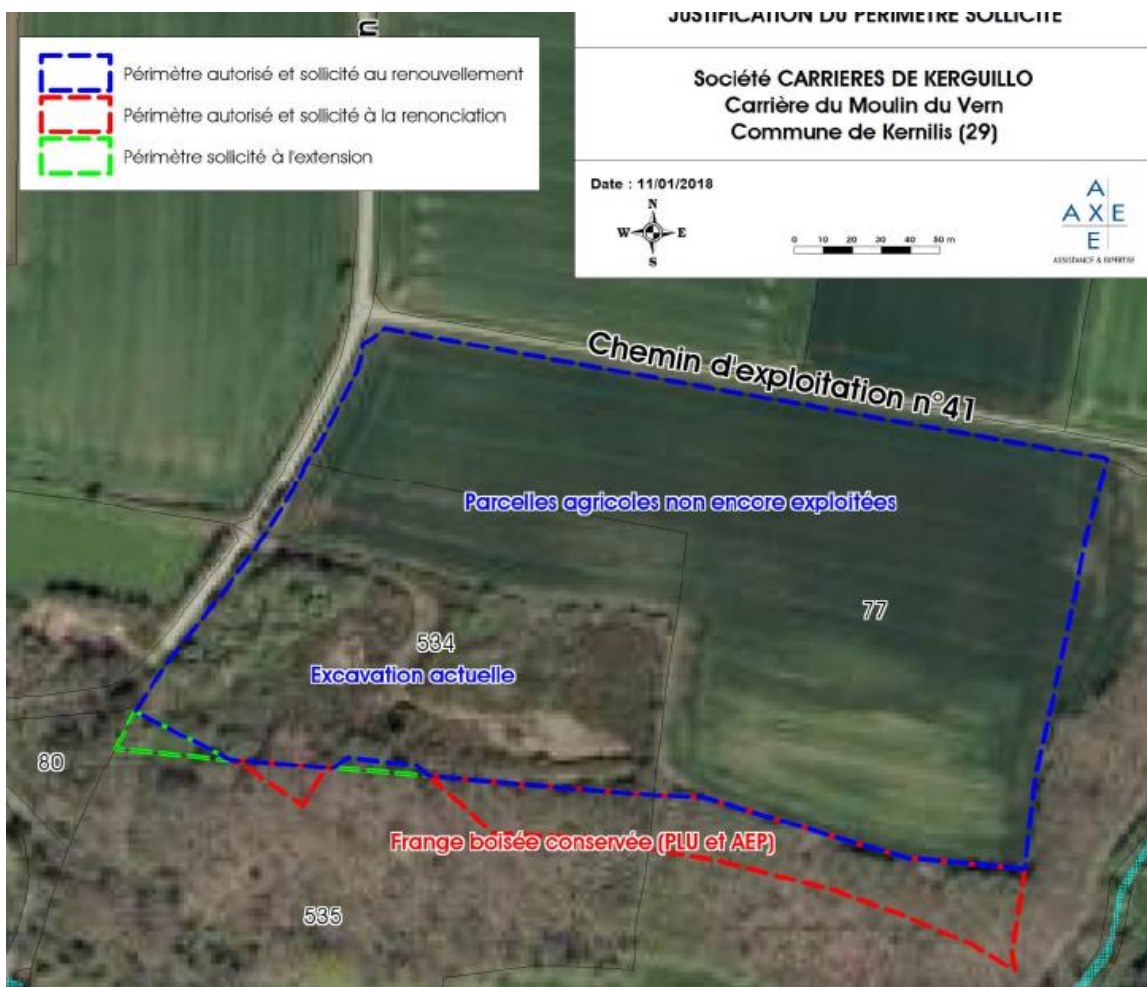 JUSTIFICATION DU PERIMETRE SOLLICITE
Périmètre autorisé et sollicité au renouvellement
Périmètre autorisé et sollicité à la renonciation
Périmètre sollicité à l'extension
Société CARRIERES DE KERGUILLO
Carrière du Moulin du Vern
Commune de Kernilis (29)
Date : 11/01/2018
N
W E
S
0 10 20 30 40 50 m
A
A X E
E
ASSISTANCE & EXPERTISE
Chemin d'exploitation n°41
Parcelles agricoles non encore exploitées
77
534
Excavation actuelle
80
Frange boisée conservée (PLU et AEP)
535